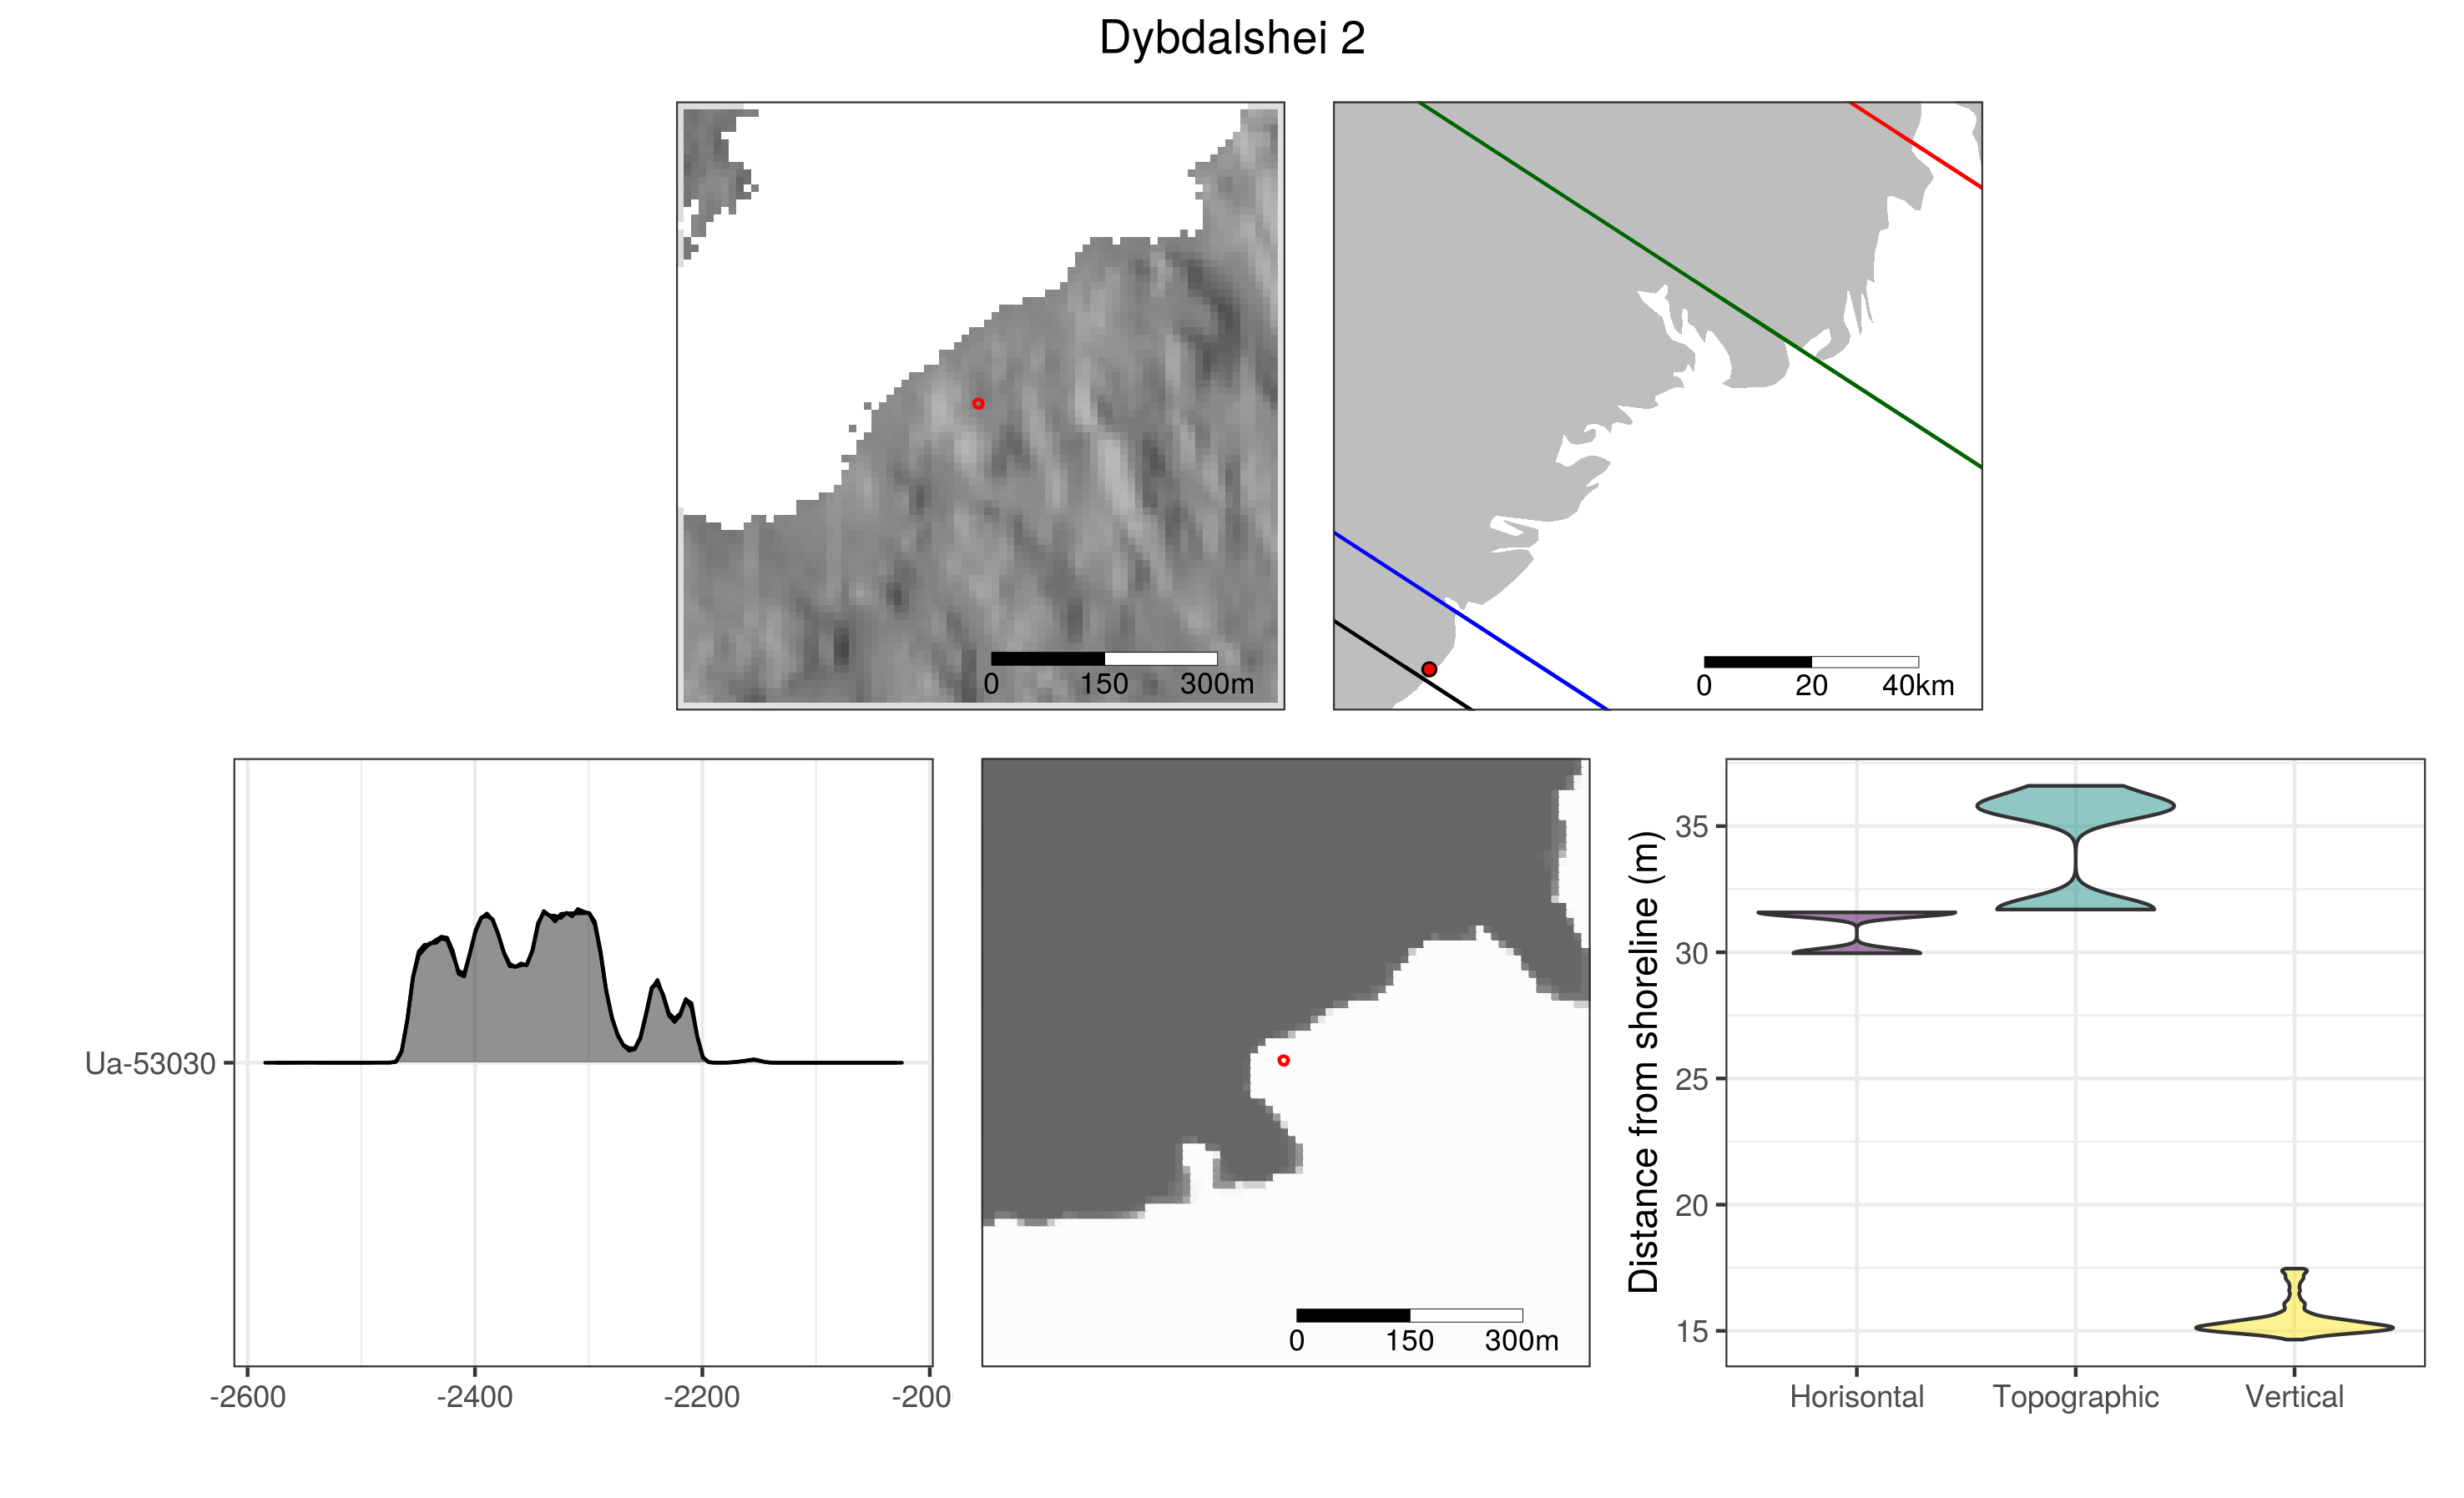 Dybdalshei 2
0 150 300m
0 20 40km
Ua-53030
-2600 -2400 -2200 -200
0 150 300m
Distance from shoreline (m)
35
30
25
20
15
Horisontal Topographic Vertical